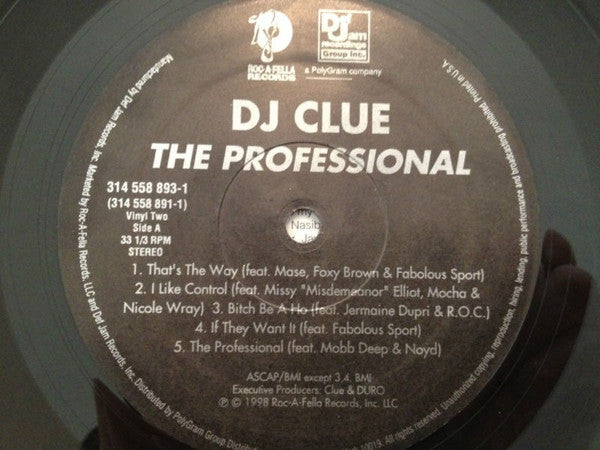 ROC-A-FELLA
RECORDS
Def Jam
Recordings
Group Inc.
a PolyGram company
DJ CLUE
THE PROFESSIONAL
314 558 893-1
(314 558 891-1)
Vinyl Two
Side A
33 1/3 RPM
STEREO
my
Nasib
1. That's The Way (feat. Mase, Foxy Brown & Fabolous Sport)
2. I Like Control (feat. Missy "Misdemeanor" Elliot, Mocha &
Nicole Wray) 3. Bitch Be A Ho (feat. Jermaine Dupri & R.O.C.)
4. If They Want It (feat. Fabolous Sport)
5. The Professional (feat. Mobb Deep & Noyd)
ASCAP/BMI except 3,4. BMI
Executive Producers: Clue & DURO
℗ © 1998 Roc-A-Fella Records, Inc. LLC
Manufactured by Def Jam Records, Inc. Marketed by Roc-A-Fella Records, LLC and Def Jam Records, Inc. Distributed by PolyGram Group Distribution 10019. All rights reserved. Unauthorized copying, reproduction, hiring, lending, public performance and broadcasting prohibited Printed in U.S.A.